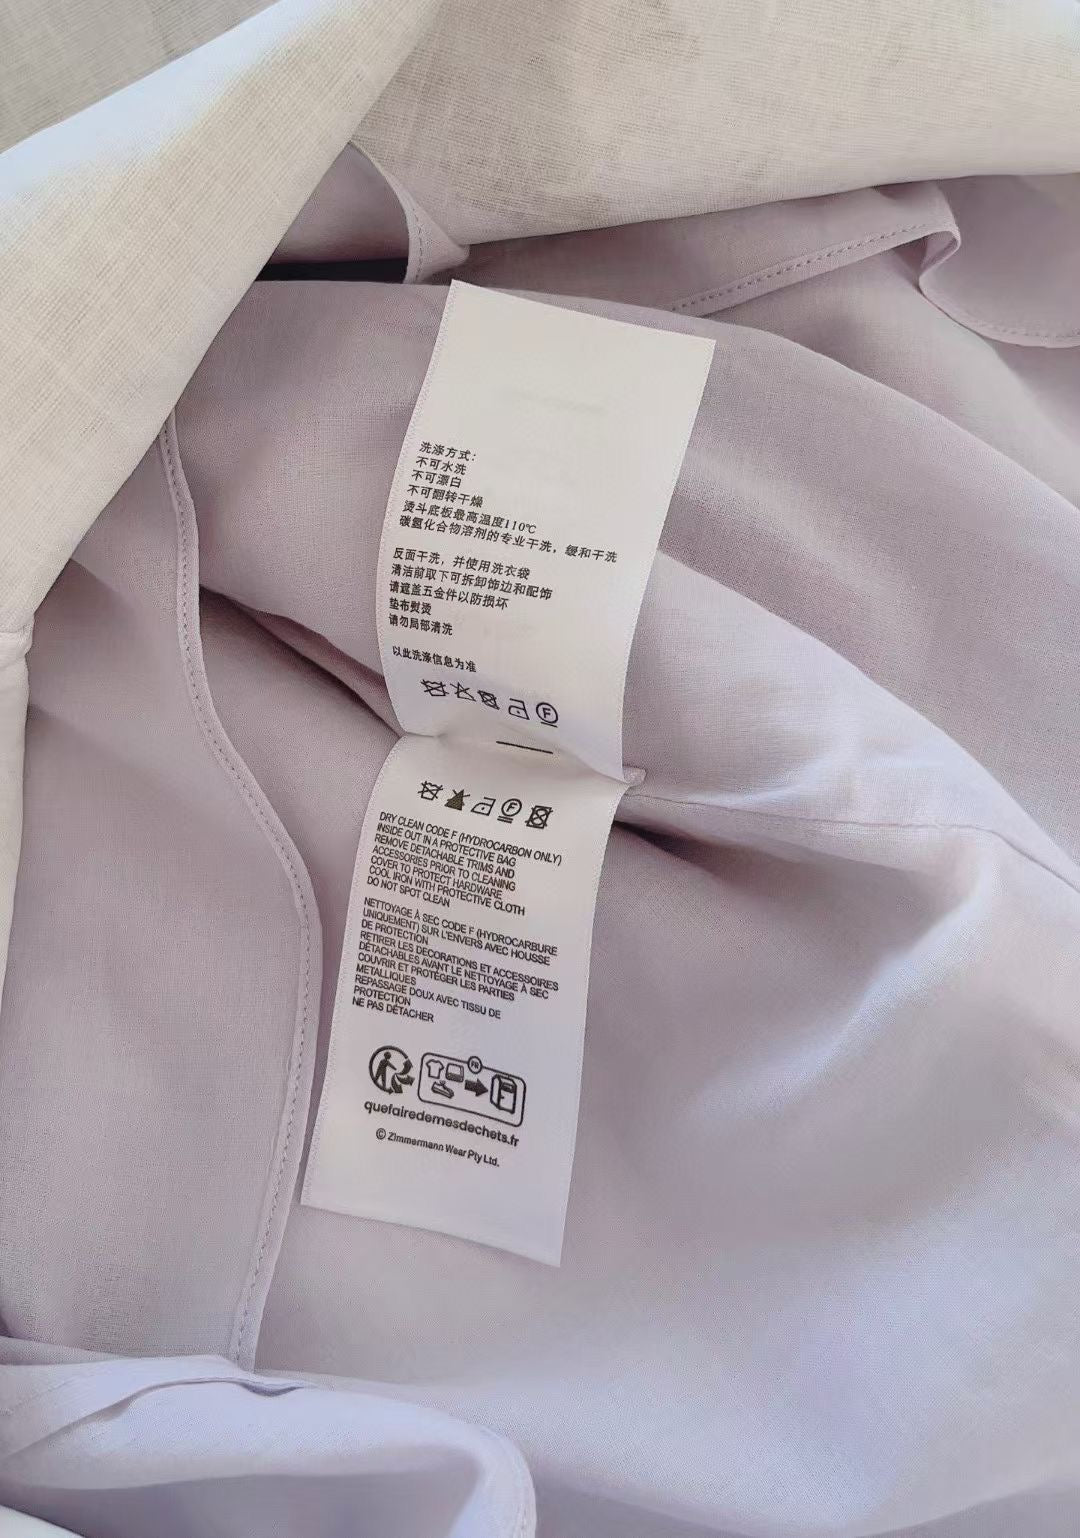 洗涤方式:
不可水洗
不可漂白
不可翻转干燥
烫斗底板最高温度110℃
碳氢化合物溶剂的专业干洗，缓和干洗
反面干洗，并使用洗衣袋
清洁前取下可拆卸饰边和配饰
请遮盖五金件以防损坏
垫布熨烫
请勿局部清洗
以此洗涤信息为准
F
F
DRY CLEAN CODE F (HYDROCARBON ONLY)
INSIDE OUT IN A PROTECTIVE BAG
REMOVE DETACHABLE TRIMS AND
ACCESSORIES PRIOR TO CLEANING
COVER TO PROTECT HARDWARE
COOL IRON WITH PROTECTIVE CLOTH
DO NOT SPOT CLEAN
NETTOYAGE À SEC CODE F (HYDROCARBURE
UNIQUEMENT) SUR L'ENVERS AVEC HOUSSE
DE PROTECTION
RETIRER LES DECORATIONS ET ACCESSOIRES
DÉTACHABLES AVANT LE NETTOYAGE À SEC
COUVRIR ET PROTÉGER LES PARTIES
METALLIQUES
REPASSAGE DOUX AVEC TISSU DE
PROTECTION
NE PAS DÉTACHER
FR
quefairedemesdechets.fr
© Zimmermann Wear Pty Ltd.